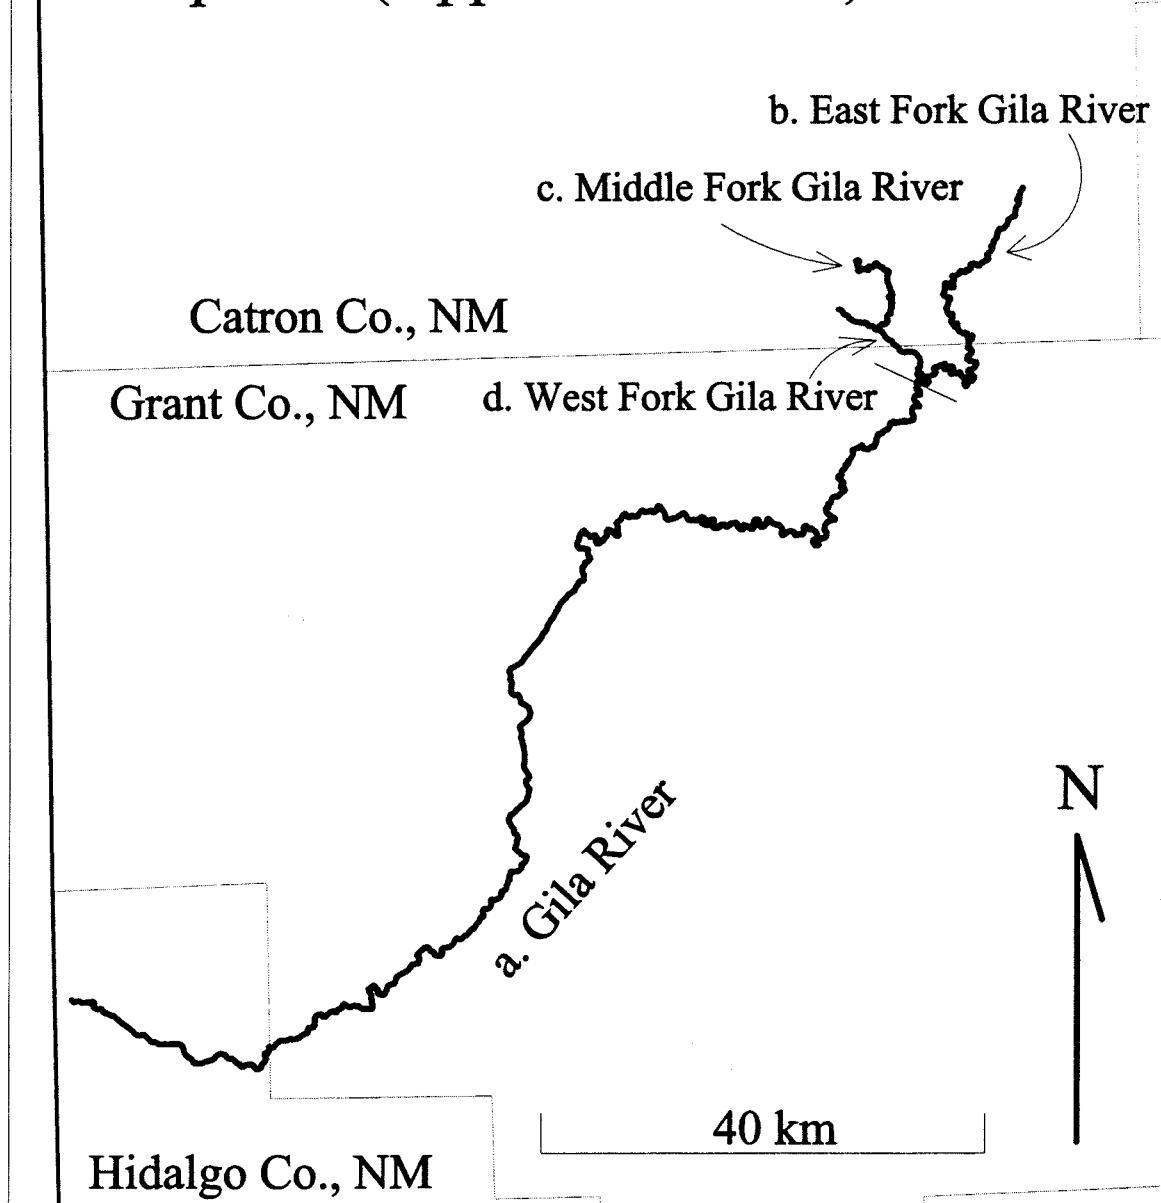 b. East Fork Gila River
c. Middle Fork Gila River
Catron Co., NM
Grant Co., NM
d. West Fork Gila River
N
a. Gila River
40 km
Hidalgo Co., NM